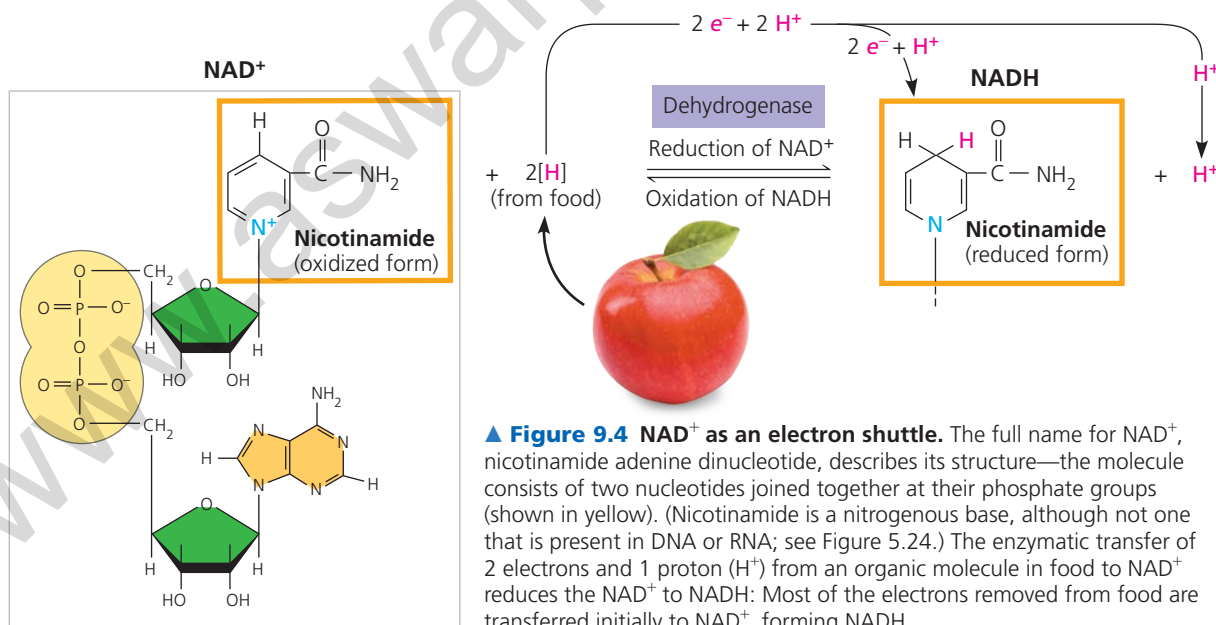 2 e⁻ + 2 H⁺
2 e⁻ + H⁺
H⁺
NAD⁺
NADH
Dehydrogenase
Reduction of NAD⁺
Oxidation of NADH
+ 2[H]
(from food)
+ H⁺
H
O
C
NH₂
N⁺
Nicotinamide
(oxidized form)
H H
O
C
NH₂
N
Nicotinamide
(reduced form)
O
CH₂
O
O=P—O⁻
H H
O
HO OH
O=P—O⁻
O
CH₂
NH₂
N N
H
N N
H
O
H H
HO OH
▲ Figure 9.4 NAD⁺ as an electron shuttle. The full name for NAD⁺,
nicotinamide adenine dinucleotide, describes its structure—the molecule
consists of two nucleotides joined together at their phosphate groups
(shown in yellow). (Nicotinamide is a nitrogenous base, although not one
that is present in DNA or RNA; see Figure 5.24.) The enzymatic transfer of
2 electrons and 1 proton (H⁺) from an organic molecule in food to NAD⁺
reduces the NAD⁺ to NADH: Most of the electrons removed from food are
transferred initially to NAD⁺, forming NADH.
www.aswar